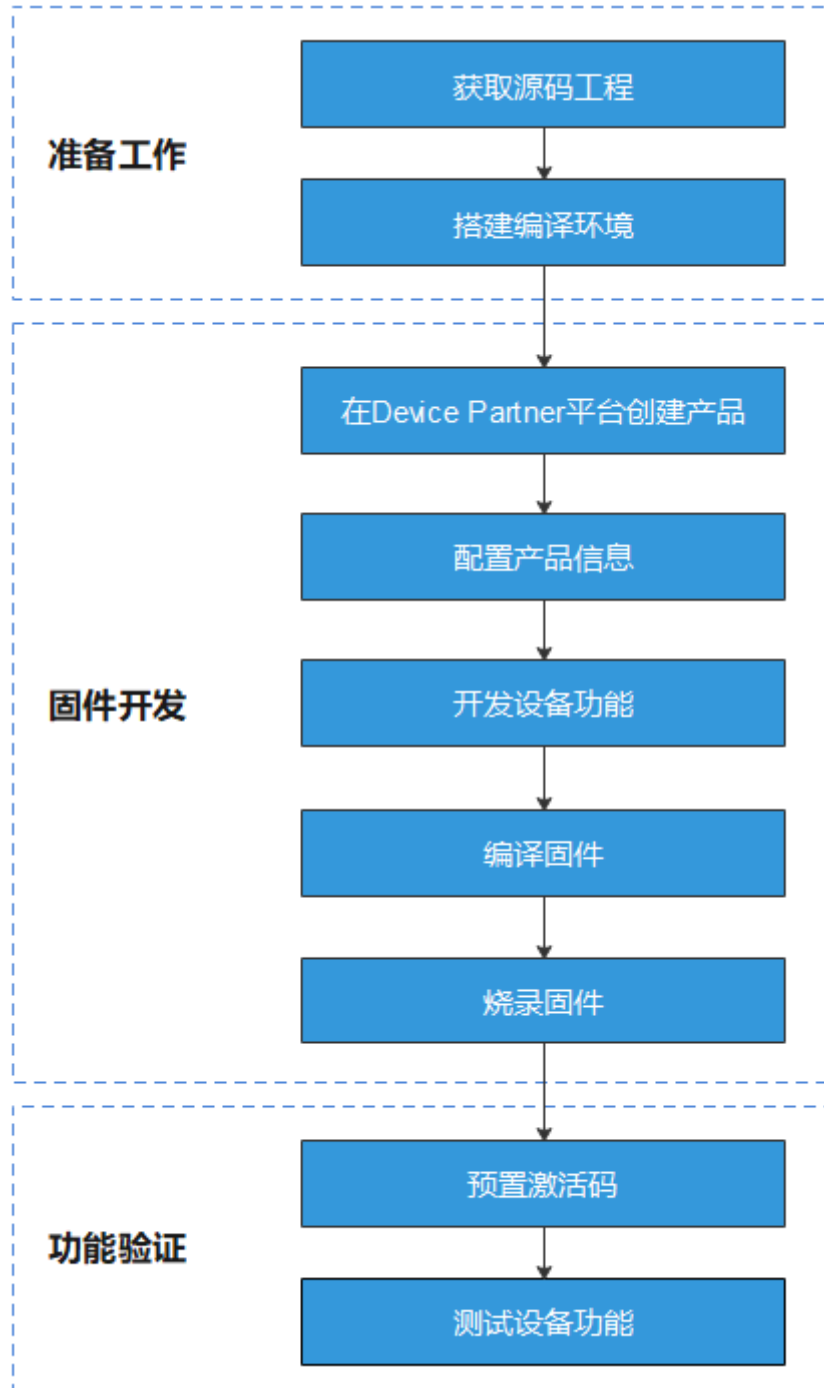 准备工作
获取源码工程
搭建编译环境
固件开发
在Device Partner平台创建产品
配置产品信息
开发设备功能
编译固件
烧录固件
功能验证
预置激活码
测试设备功能